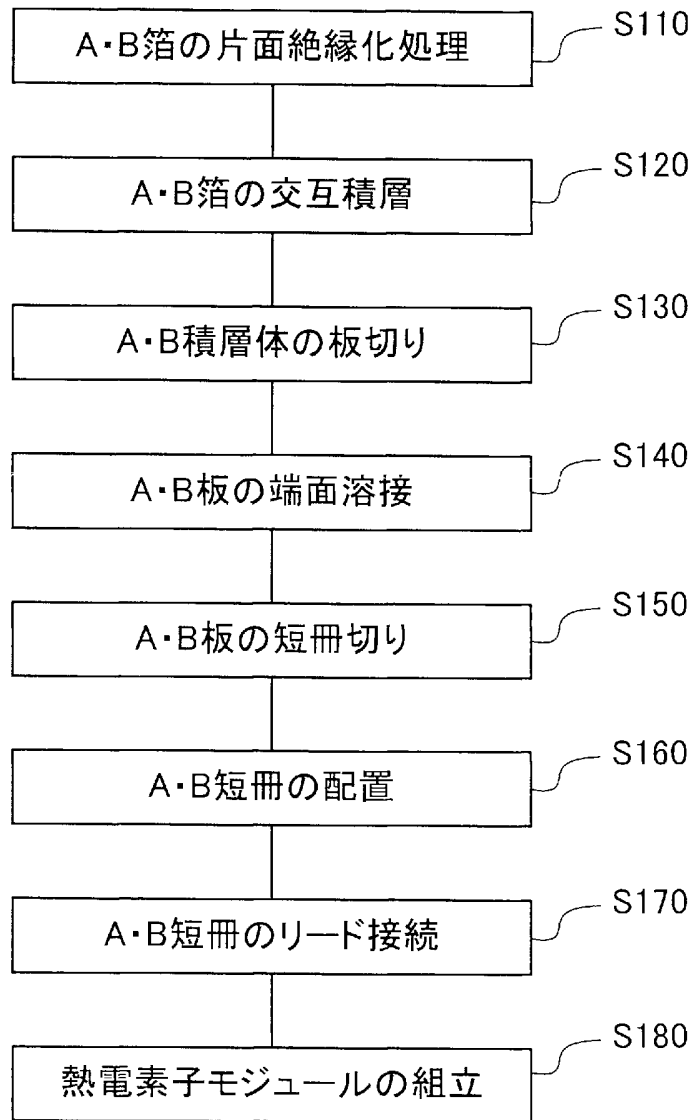 A・B箔の片面絶縁化処理 S110
A・B箔の交互積層 S120
A・B積層体の板切り S130
A・B板の端面溶接 S140
A・B板の短冊切り S150
A・B短冊の配置 S160
A・B短冊のリード接続 S170
熱電素子モジュールの組立 S180